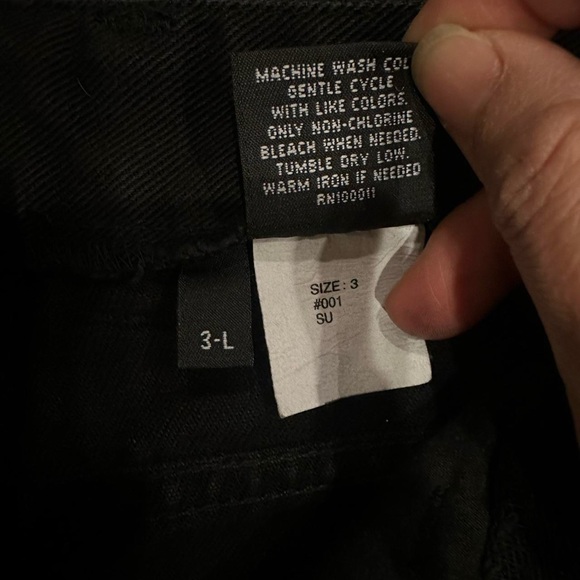 MACHINE WASH COL
GENTLE CYCLE
WITH LIKE COLORS.
ONLY NON-CHLORINE
BLEACH WHEN NEEDED.
TUMBLE DRY LOW.
WARM IRON IF NEEDED
RN100011
SIZE: 3
#001
SU
3-L